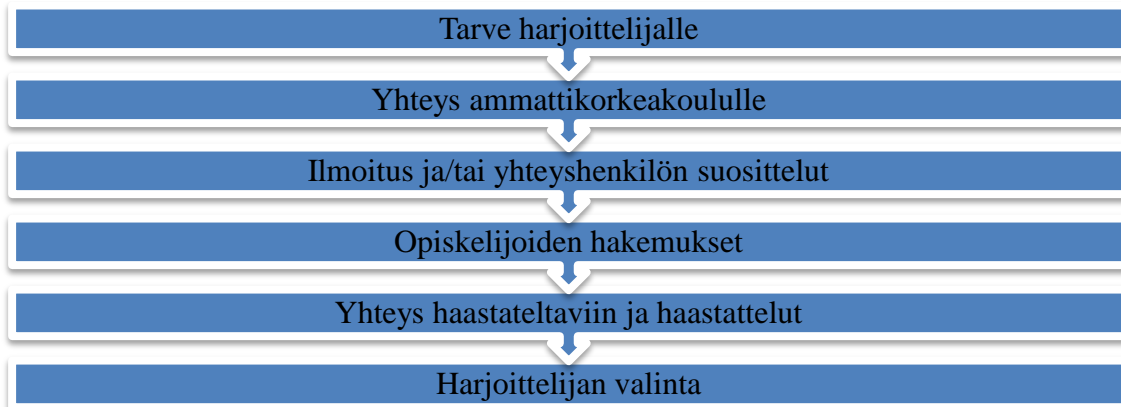 Tarve harjoittelijalle
Yhteys ammattikorkeakoululle
Ilmoitus ja/tai yhteyshenkilön suosittelut
Opiskelijoiden hakemukset
Yhteys haastateltaviin ja haastattelut
Harjoittelijan valinta